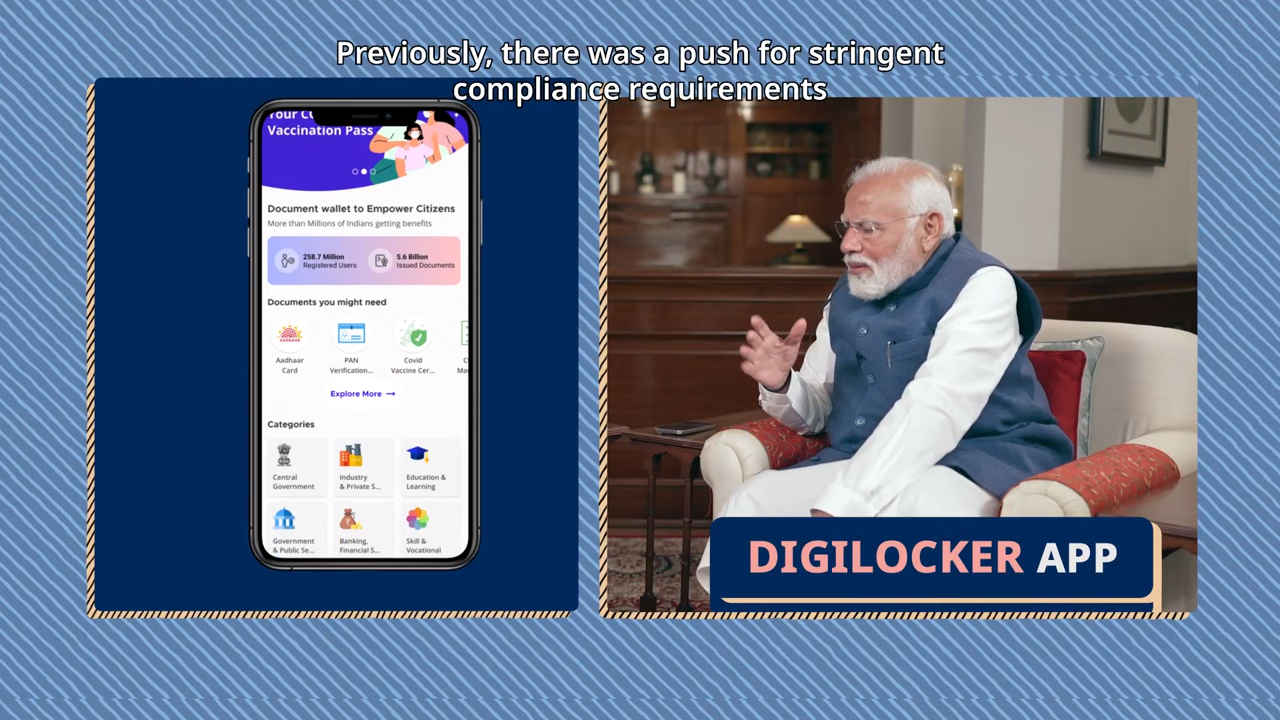 Previously, there was a push for stringent
compliance requirements
Vaccination Pass
Document wallet to Empower Citizens
More than Millions of Indians getting benefits
258.7 Million
Registered Users
5.6 Billion
Issued Documents
Documents you might need
AADHAAR
Aadhaar
Card
PAN
Verification...
Covid
Vaccine Cer...
Explore More →
Categories
Central
Government
Industry
& Private S...
Education &
Learning
Government
& Public Se...
Banking,
Financial S...
Skill &
Vocational
DIGILOCKER APP